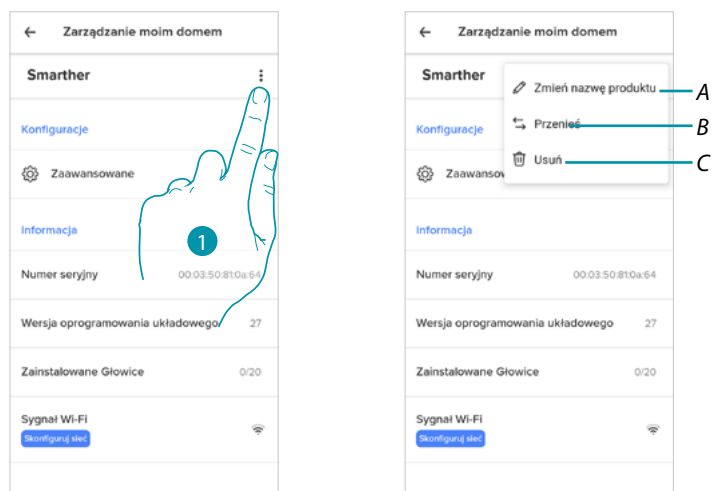 Zarządzanie moim domem
Smarther
Konfiguracje
Zaawansowane
1
Informacja
Numer seryjny 00:03:50:81:0a:64
Wersja oprogramowania układowego 27
Zainstalowane Głowice 0/20
Sygnał Wi-Fi
Skonfiguruj sieć
Zarządzanie moim domem
Smarther
Zmień nazwę produktu A
Konfiguracje
Przenieś B
Usuń C
Zaawansow
Informacja
Numer seryjny 00:03:50:81:0a:64
Wersja oprogramowania układowego 27
Zainstalowane Głowice 0/20
Sygnał Wi-Fi
Skonfiguruj sieć